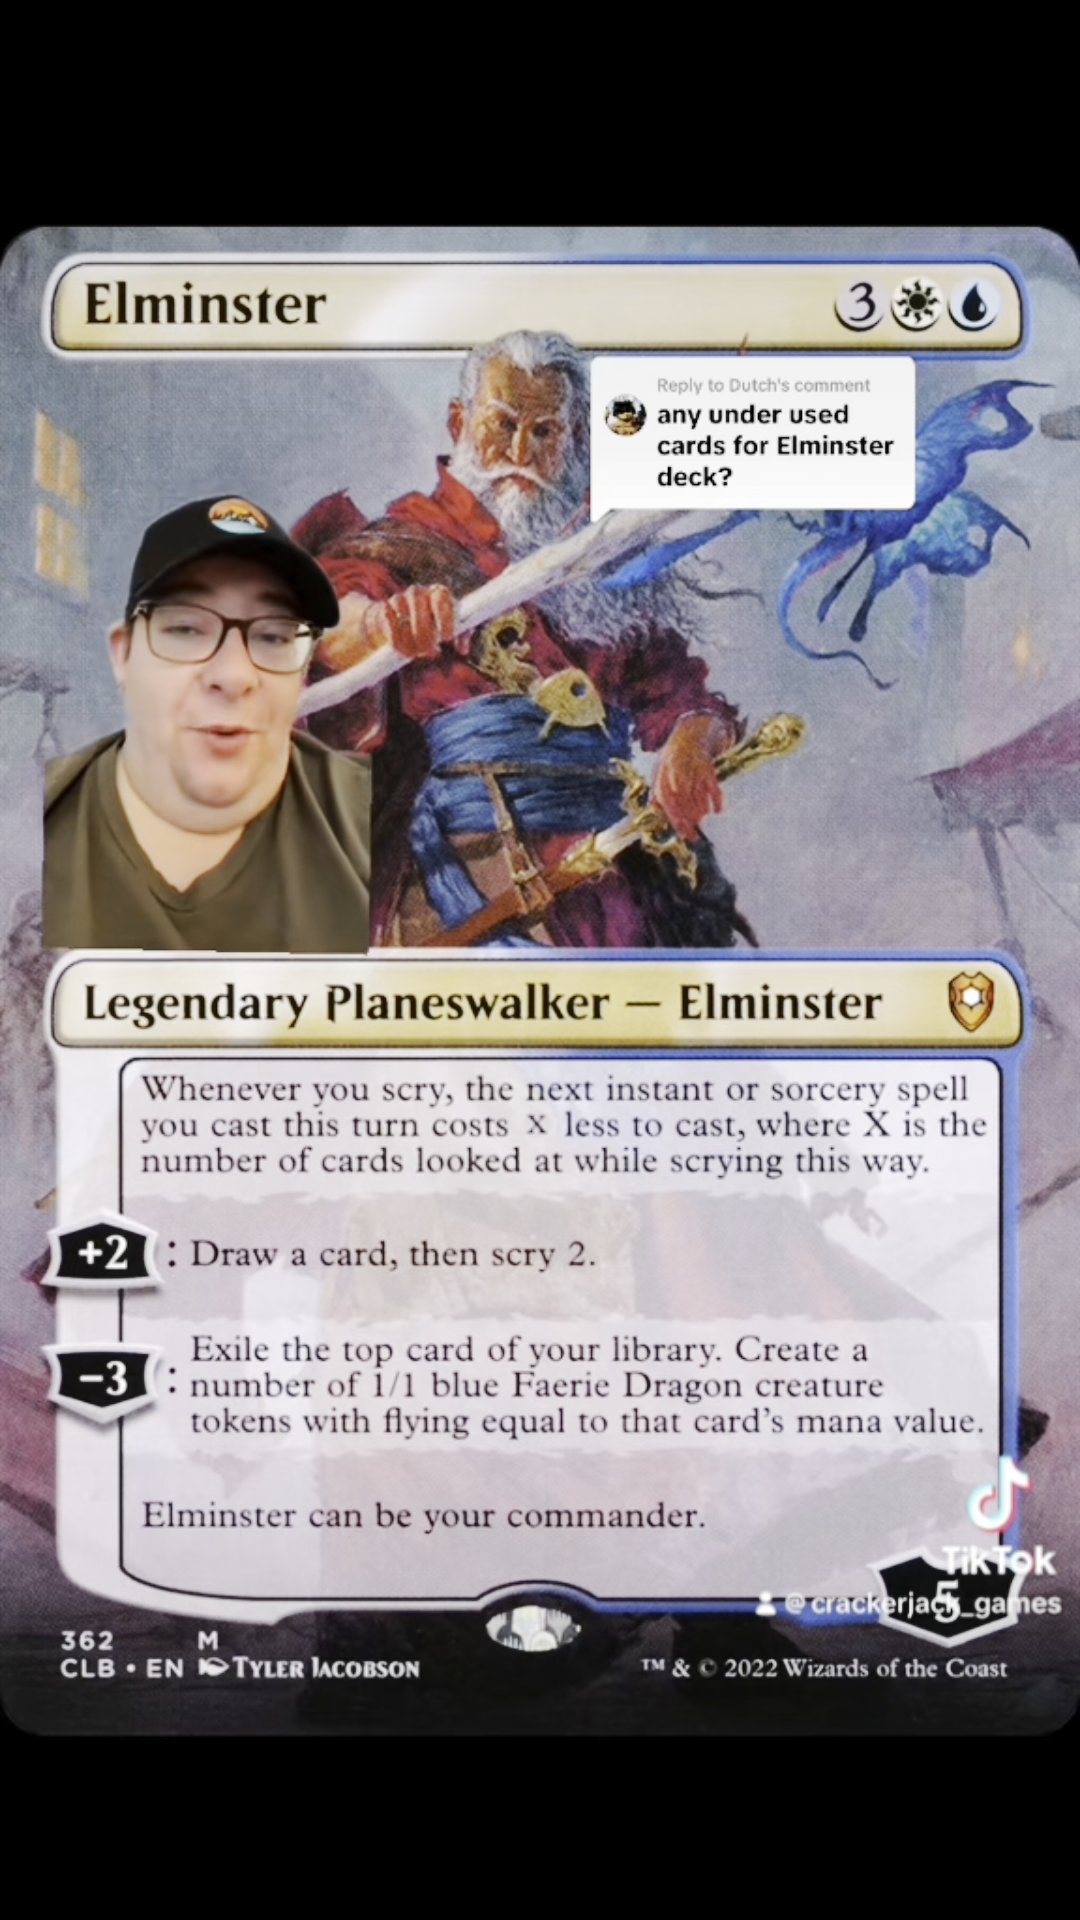 Elminster
3
Reply to Dutch's comment
any under used
cards for Elminster
deck?
Legendary Planeswalker — Elminster
Whenever you scry, the next instant or sorcery spell
you cast this turn costs X less to cast, where X is the
number of cards looked at while scrying this way.
+2 : Draw a card, then scry 2.
Exile the top card of your library. Create a
−3 : number of 1/1 blue Faerie Dragon creature
tokens with flying equal to that card's mana value.
Elminster can be your commander.
TikTok
5
@crackerjack_games
362 M
CLB • EN Tyler Jacobson
™ & © 2022 Wizards of the Coast